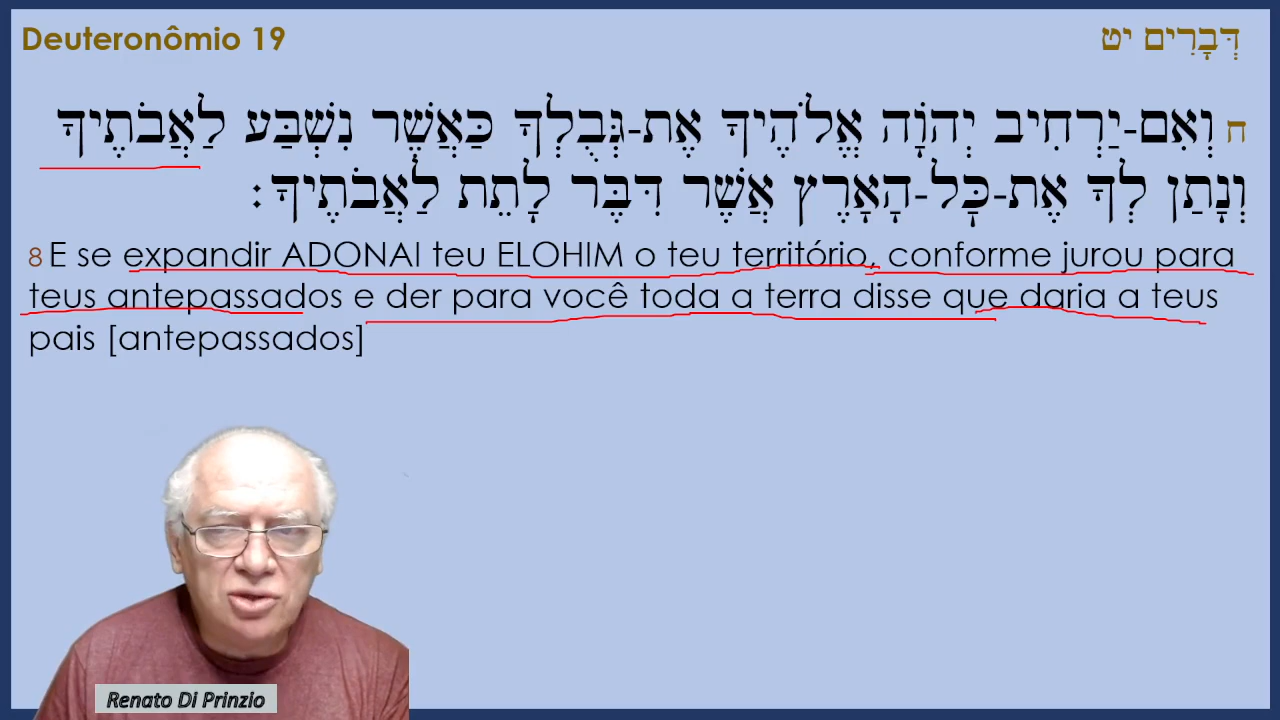 Deuteronômio 19
דְּבָרִים יט
ח וְאִם-יַרְחִיב יְהוָֹה אֱלֹהֶיךָ אֶת-גְּבֻלְךָ כַּאֲשֶׁר נִשְׁבַּע לַאֲבֹתֶיךָ
וְנָתַן לְךָ אֶת-כָּל-הָאָרֶץ אֲשֶׁר דִּבֶּר לָתֵת לַאֲבֹתֶיךָ:
8 E se expandir ADONAI teu ELOHIM o teu território, conforme jurou para
teus antepassados e der para você toda a terra disse que daria a teus
pais [antepassados]
Renato Di Prinzio